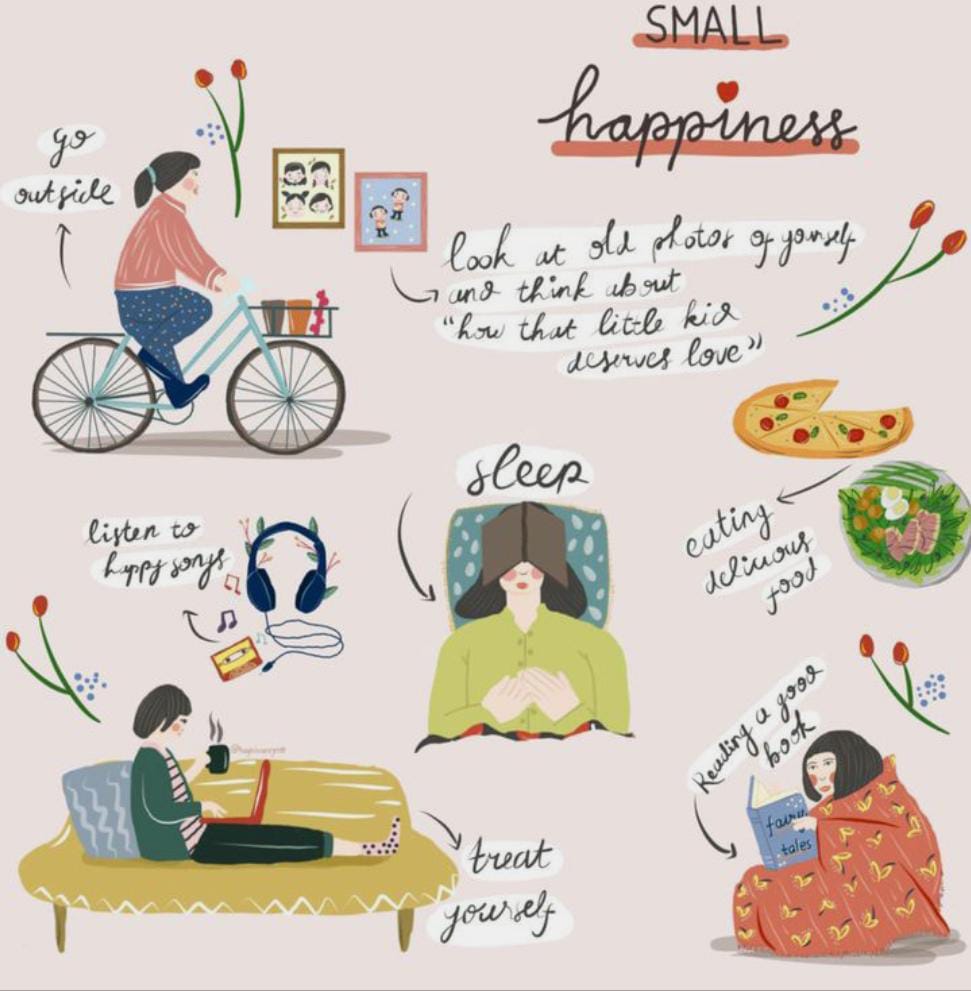 SMALL
happiness
go
outside
look at old photos of yourself
and think about
“how that little kid
deserves love”
sleep
listen to
happy songs
eating
delicious
food
Reading a good
book
fairy
tales
treat
yourself